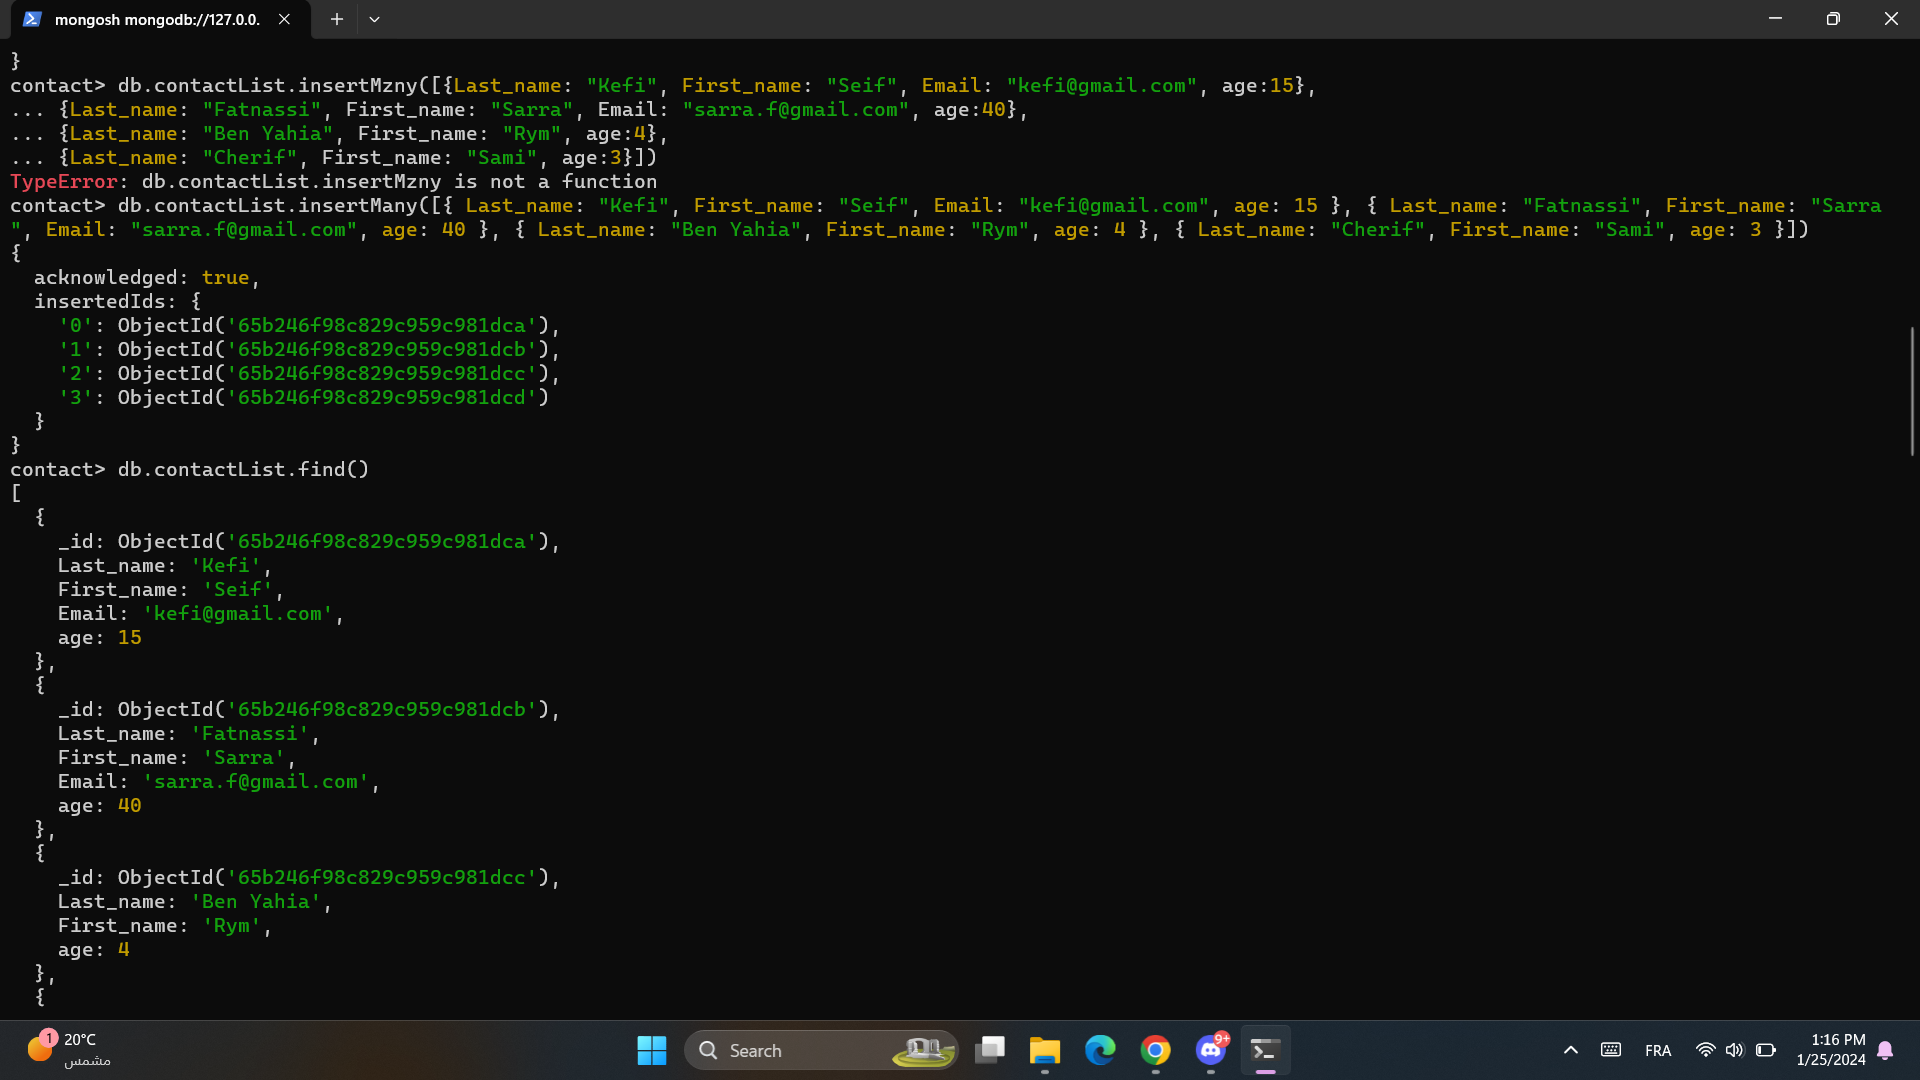 mongosh mongodb://127.0.0.
}
contact> db.contactList.insertMzny([{Last_name: "Kefi", First_name: "Seif", Email: "kefi@gmail.com", age:15},
... {Last_name: "Fatnassi", First_name: "Sarra", Email: "sarra.f@gmail.com", age:40},
... {Last_name: "Ben Yahia", First_name: "Rym", age:4},
... {Last_name: "Cherif", First_name: "Sami", age:3}])
TypeError: db.contactList.insertMzny is not a function
contact> db.contactList.insertMany([{ Last_name: "Kefi", First_name: "Seif", Email: "kefi@gmail.com", age: 15 }, { Last_name: "Fatnassi", First_name: "Sarra
", Email: "sarra.f@gmail.com", age: 40 }, { Last_name: "Ben Yahia", First_name: "Rym", age: 4 }, { Last_name: "Cherif", First_name: "Sami", age: 3 }])
{
  acknowledged: true,
  insertedIds: {
    '0': ObjectId('65b246f98c829c959c981dca'),
    '1': ObjectId('65b246f98c829c959c981dcb'),
    '2': ObjectId('65b246f98c829c959c981dcc'),
    '3': ObjectId('65b246f98c829c959c981dcd')
  }
}
contact> db.contactList.find()
[
  {
    _id: ObjectId('65b246f98c829c959c981dca'),
    Last_name: 'Kefi',
    First_name: 'Seif',
    Email: 'kefi@gmail.com',
    age: 15
  },
  {
    _id: ObjectId('65b246f98c829c959c981dcb'),
    Last_name: 'Fatnassi',
    First_name: 'Sarra',
    Email: 'sarra.f@gmail.com',
    age: 40
  },
  {
    _id: ObjectId('65b246f98c829c959c981dcc'),
    Last_name: 'Ben Yahia',
    First_name: 'Rym',
    age: 4
  },
  {
1
20°C
مشمس
Search
9+
FRA
1:16 PM
1/25/2024